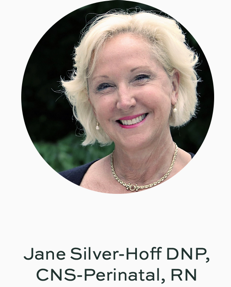 Jane Silver-Hoff DNP,
CNS-Perinatal, RN